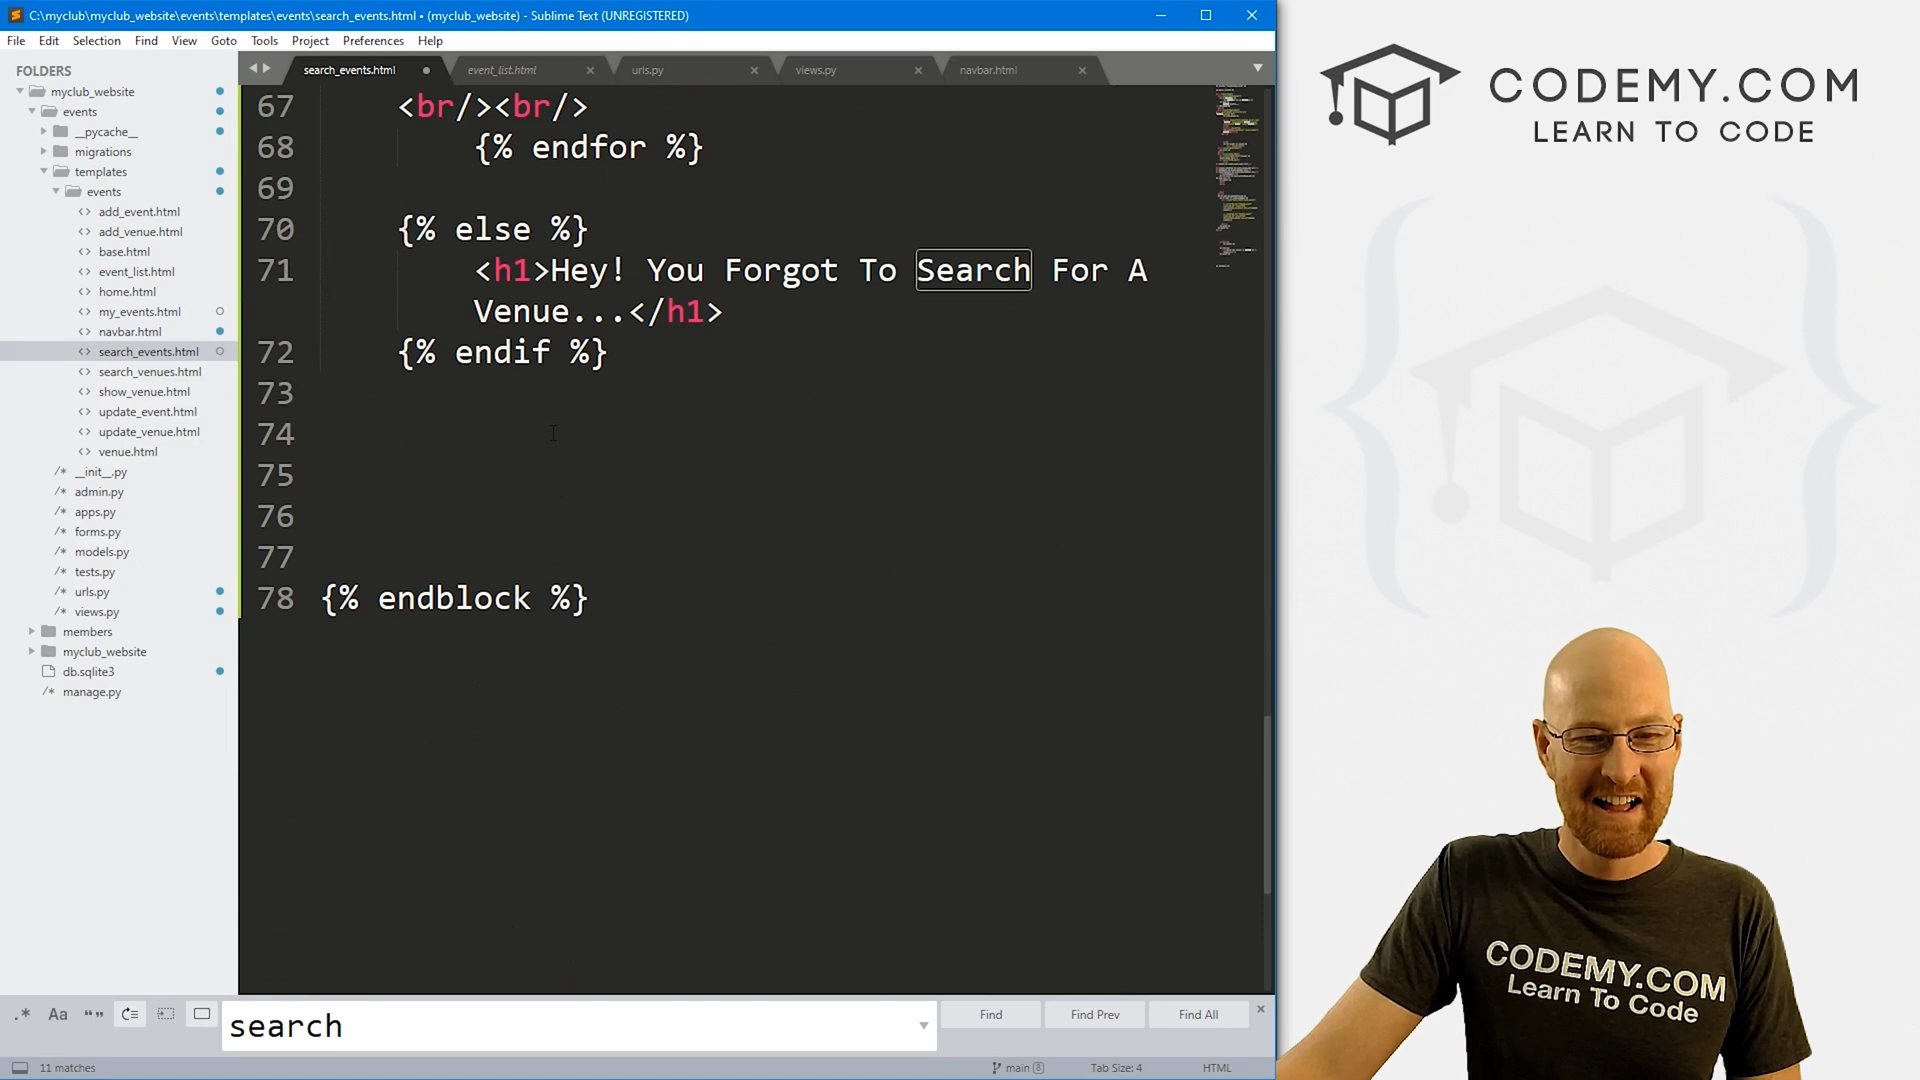 C:\myclub\myclub_website\events\templates\events\search_events.html • (myclub_website) - Sublime Text (UNREGISTERED)
File Edit Selection Find View Goto Tools Project Preferences Help
FOLDERS
myclub_website
events
__pycache__
migrations
templates
events
add_event.html
add_venue.html
base.html
event_list.html
home.html
my_events.html
navbar.html
search_events.html
search_venues.html
show_venue.html
update_event.html
update_venue.html
venue.html
__init__.py
admin.py
apps.py
forms.py
models.py
tests.py
urls.py
views.py
members
myclub_website
db.sqlite3
manage.py
search_events.html event_list.html urls.py views.py navbar.html
67 <br/><br/>
68 {% endfor %}
69
70 {% else %}
71 <h1>Hey! You Forgot To Search For A
Venue...</h1>
72 {% endif %}
73
74
75
76
77
78 {% endblock %}
.* Aa “” search Find Find Prev Find All
11 matches main 8 Tab Size: 4 HTML
CODEMY.COM
LEARN TO CODE
CODEMY.COM
Learn To Code